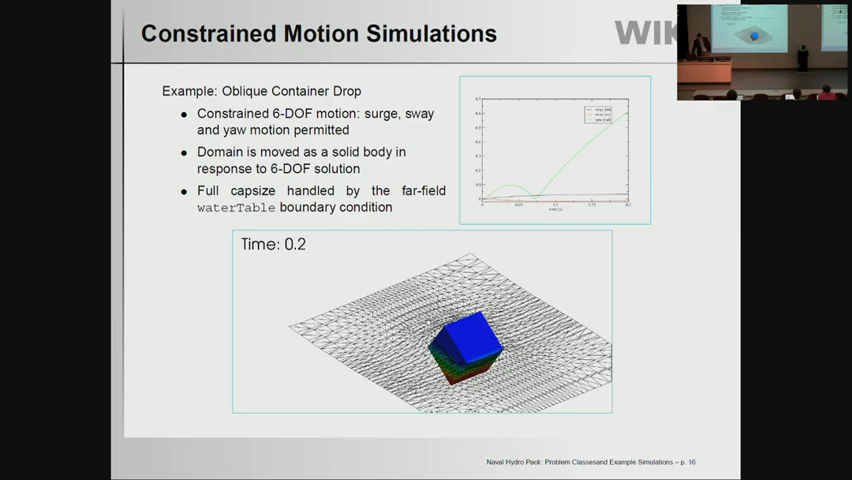 Constrained Motion Simulations
WIK
Example: Oblique Container Drop
● Constrained 6-DOF motion: surge, sway
and yaw motion permitted
● Domain is moved as a solid body in
response to 6-DOF solution
● Full capsize handled by the far-field
waterTable boundary condition
Time: 0.2
Naval Hydro Pack: Problem Classesand Example Simulations – p. 16